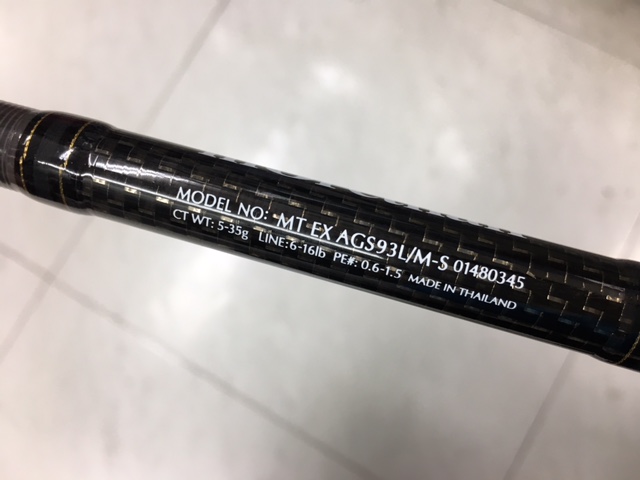 MODEL NO: MT EX AGS93L/M-S 01480345
CT WT: 5-35g LINE:6-16lb PE#: 0.6-1.5 MADE IN THAILAND